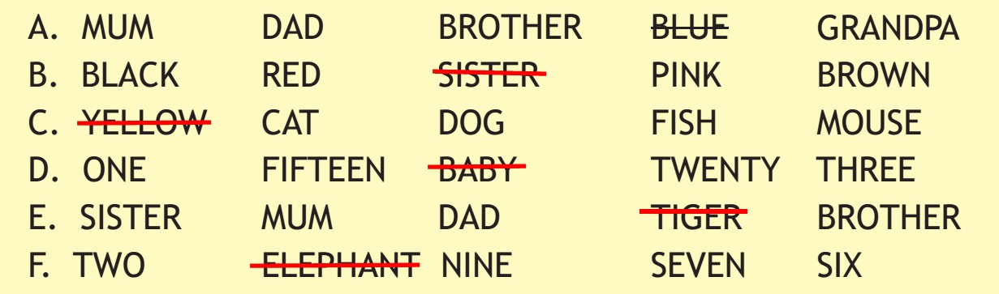 A. MUM DAD BROTHER BLUE GRANDPA
B. BLACK RED SISTER PINK BROWN
C. YELLOW CAT DOG FISH MOUSE
D. ONE FIFTEEN BABY TWENTY THREE
E. SISTER MUM DAD TIGER BROTHER
F. TWO ELEPHANT NINE SEVEN SIX